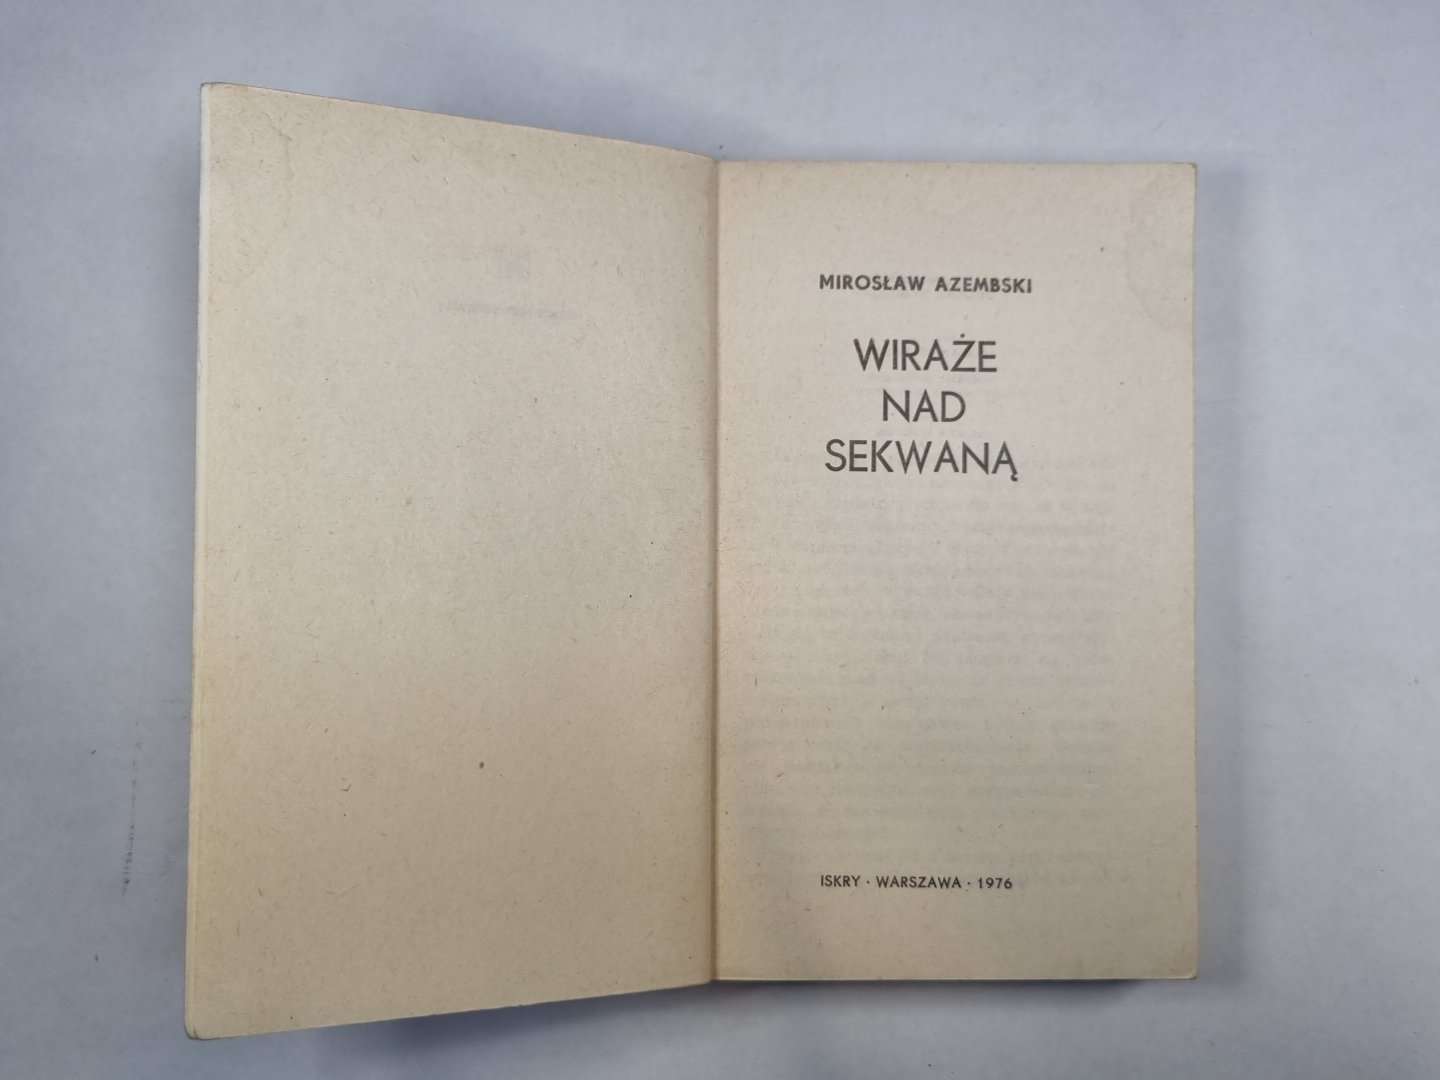 MIROSŁAW AZEMBSKI
WIRAŻE
NAD
SEKWANĄ
ISKRY · WARSZAWA · 1976